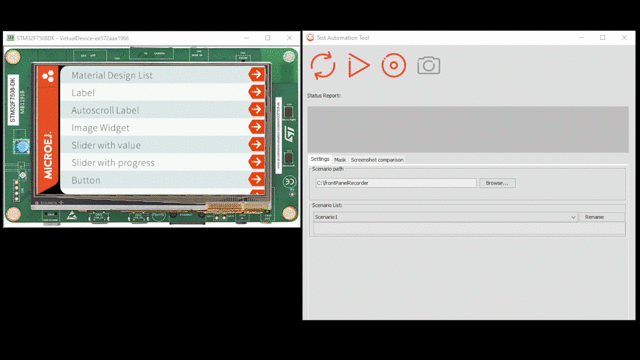 STM32F7508DK - VirtualDevice-ee572aaa1986
STM32F7508-DK
MB1191B
MICROEJ.
Material Design List
Label
Autoscroll Label
Image Widget
Slider with value
Slider with progress
Button
Test Automation Tool
Status Report:
Settings
Mask
Screenshot comparison
Scenario path:
C:\frontPanelRecorder
Browse...
Scenario List:
Scenario1
Rename